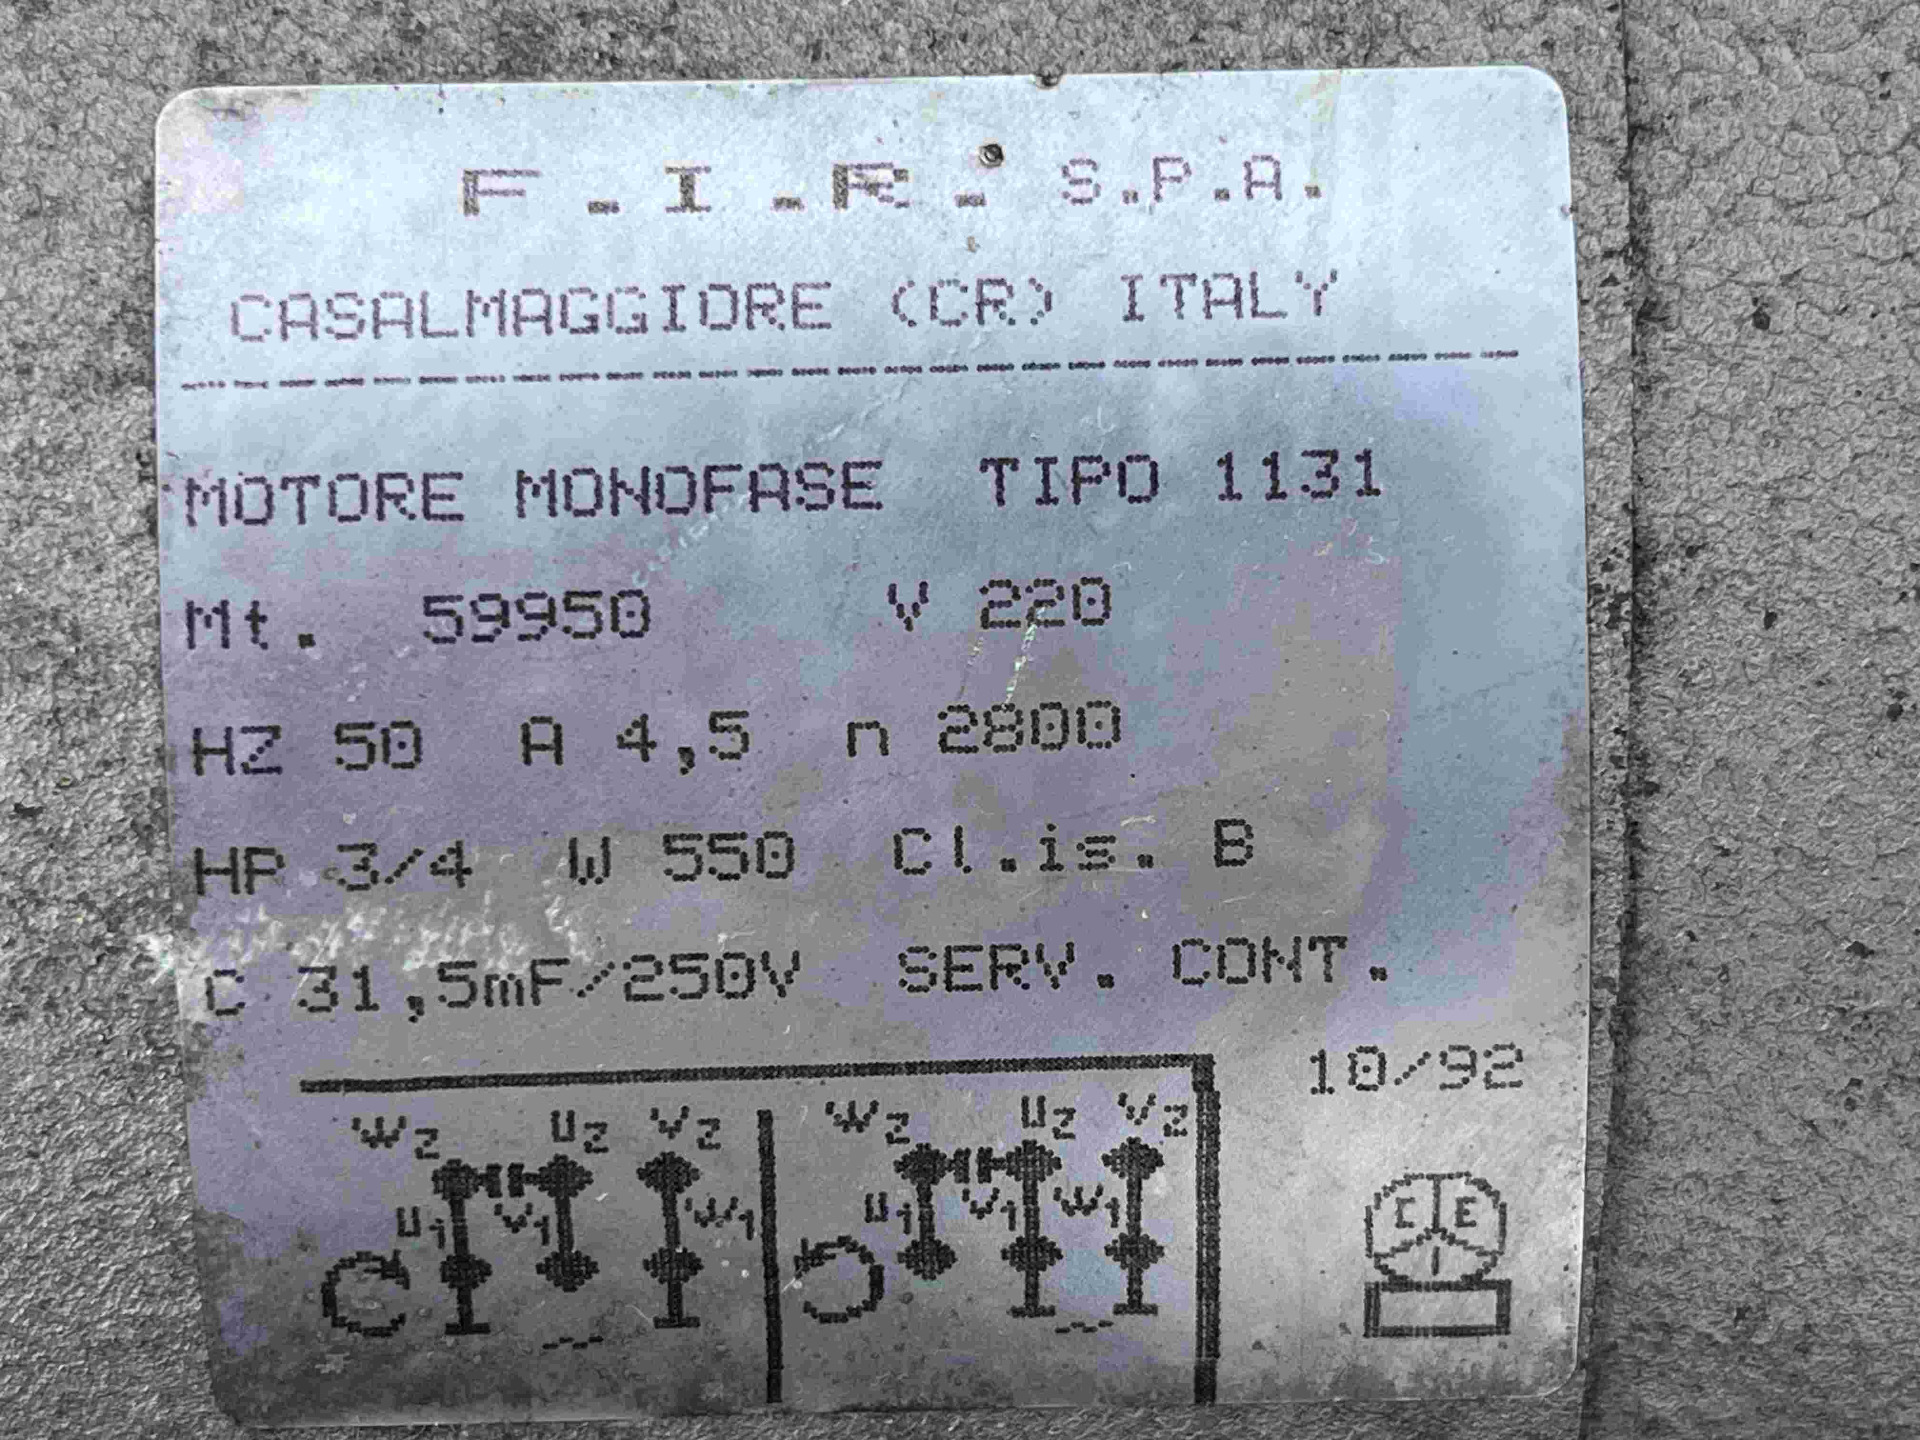 F.I.R. S.P.A.
CASALMAGGIORE (CR) ITALY
MOTORE MONOFASE TIPO 1131
Mt. 59950 V 220
HZ 50 A 4,5 n 2800
HP 3/4 W 550 Cl.is. B
C 31,5mF/250V SERV. CONT.
10/92
W2 U2 V2 W2 U2 V2
U1 V1 W1 U1 V1 W1
I E